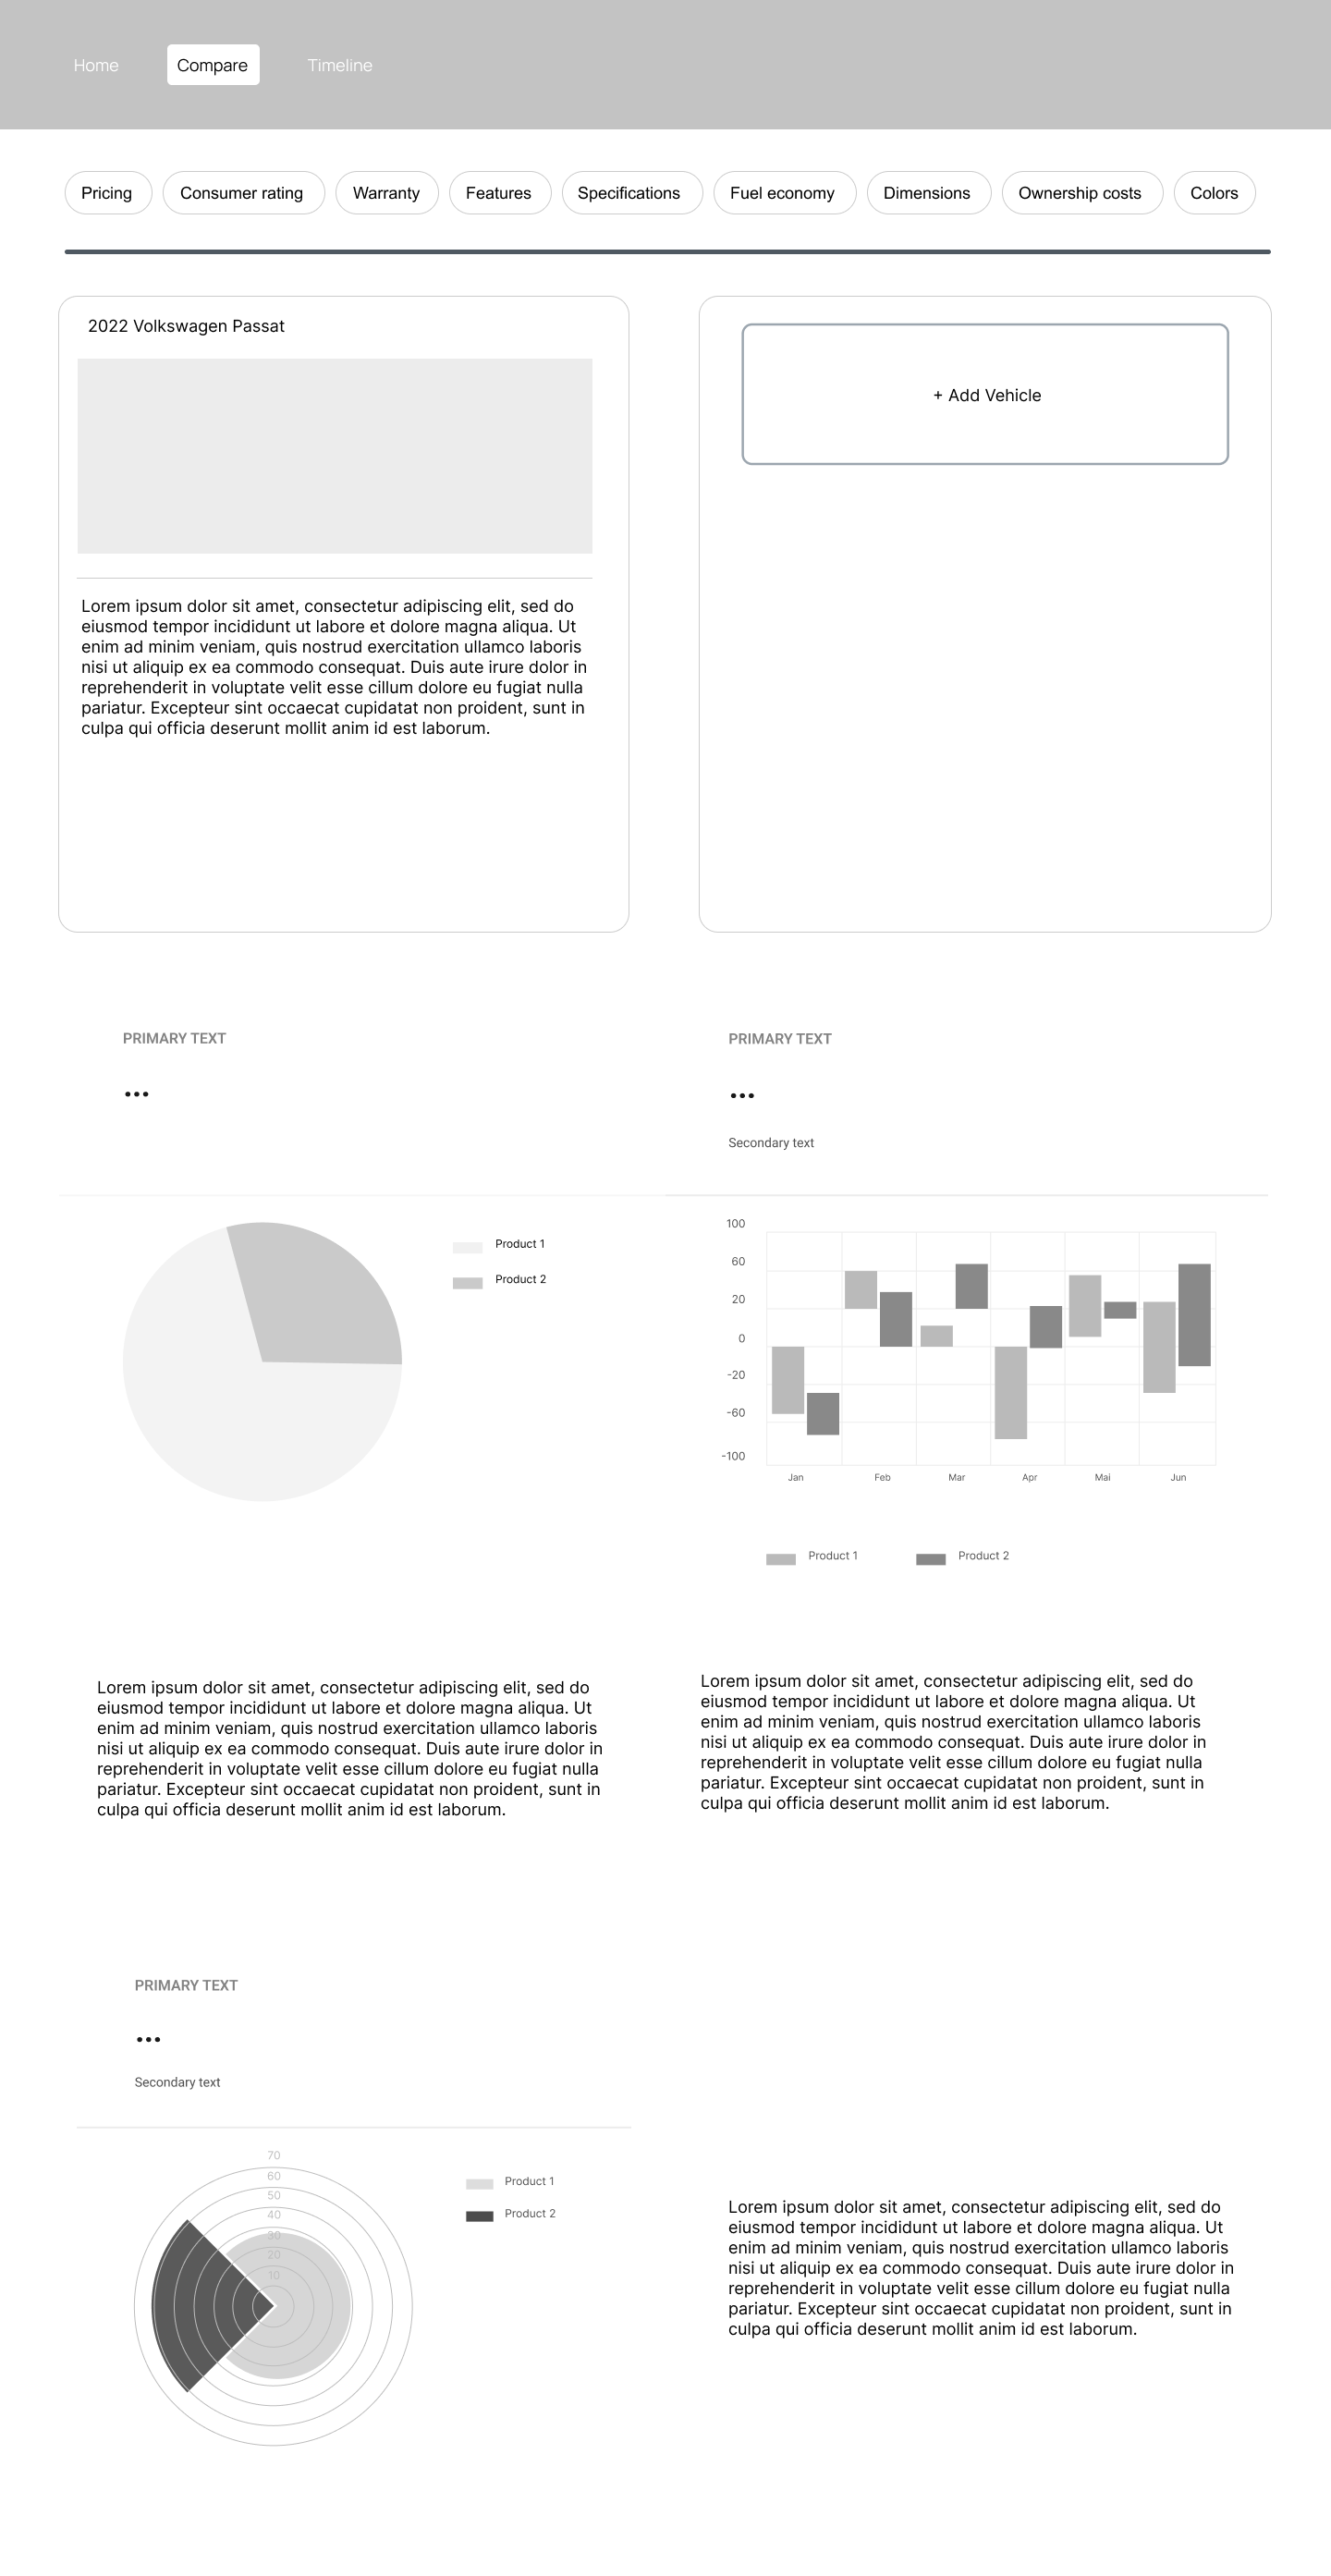 Home Compare Timeline
Pricing Consumer rating Warranty Features Specifications Fuel economy Dimensions Ownership costs Colors
2022 Volkswagen Passat
Lorem ipsum dolor sit amet, consectetur adipiscing elit, sed do
eiusmod tempor incididunt ut labore et dolore magna aliqua. Ut
enim ad minim veniam, quis nostrud exercitation ullamco laboris
nisi ut aliquip ex ea commodo consequat. Duis aute irure dolor in
reprehenderit in voluptate velit esse cillum dolore eu fugiat nulla
pariatur. Excepteur sint occaecat cupidatat non proident, sunt in
culpa qui officia deserunt mollit anim id est laborum.
+ Add Vehicle
PRIMARY TEXT
...
Product 1
Product 2
PRIMARY TEXT
...
Secondary text
100
60
20
0
-20
-60
-100
Jan Feb Mar Apr Mai Jun
Product 1 Product 2
Lorem ipsum dolor sit amet, consectetur adipiscing elit, sed do
eiusmod tempor incididunt ut labore et dolore magna aliqua. Ut
enim ad minim veniam, quis nostrud exercitation ullamco laboris
nisi ut aliquip ex ea commodo consequat. Duis aute irure dolor in
reprehenderit in voluptate velit esse cillum dolore eu fugiat nulla
pariatur. Excepteur sint occaecat cupidatat non proident, sunt in
culpa qui officia deserunt mollit anim id est laborum.
Lorem ipsum dolor sit amet, consectetur adipiscing elit, sed do
eiusmod tempor incididunt ut labore et dolore magna aliqua. Ut
enim ad minim veniam, quis nostrud exercitation ullamco laboris
nisi ut aliquip ex ea commodo consequat. Duis aute irure dolor in
reprehenderit in voluptate velit esse cillum dolore eu fugiat nulla
pariatur. Excepteur sint occaecat cupidatat non proident, sunt in
culpa qui officia deserunt mollit anim id est laborum.
PRIMARY TEXT
...
Secondary text
70
60
50
40
30
20
10
Product 1
Product 2
Lorem ipsum dolor sit amet, consectetur adipiscing elit, sed do
eiusmod tempor incididunt ut labore et dolore magna aliqua. Ut
enim ad minim veniam, quis nostrud exercitation ullamco laboris
nisi ut aliquip ex ea commodo consequat. Duis aute irure dolor in
reprehenderit in voluptate velit esse cillum dolore eu fugiat nulla
pariatur. Excepteur sint occaecat cupidatat non proident, sunt in
culpa qui officia deserunt mollit anim id est laborum.